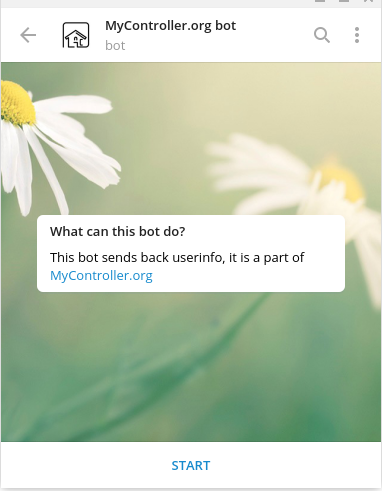 MyController.org bot
bot
What can this bot do?
This bot sends back userinfo, it is a part of
MyController.org
START